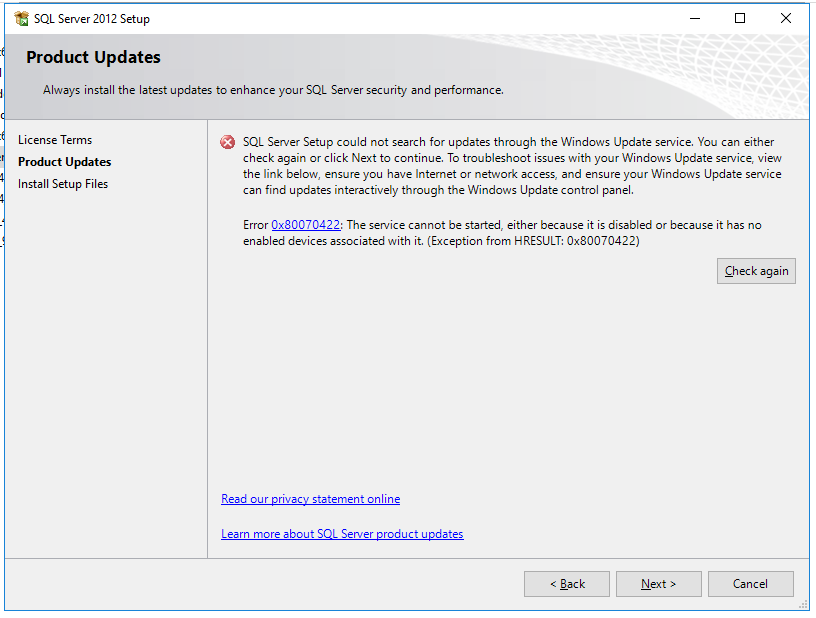 SQL Server 2012 Setup
Product Updates
Always install the latest updates to enhance your SQL Server security and performance.
License Terms
Product Updates
Install Setup Files
SQL Server Setup could not search for updates through the Windows Update service. You can either
check again or click Next to continue. To troubleshoot issues with your Windows Update service, view
the link below, ensure you have Internet or network access, and ensure your Windows Update service
can find updates interactively through the Windows Update control panel.
Error 0x80070422: The service cannot be started, either because it is disabled or because it has no
enabled devices associated with it. (Exception from HRESULT: 0x80070422)
Check again
Read our privacy statement online
Learn more about SQL Server product updates
< Back
Next >
Cancel